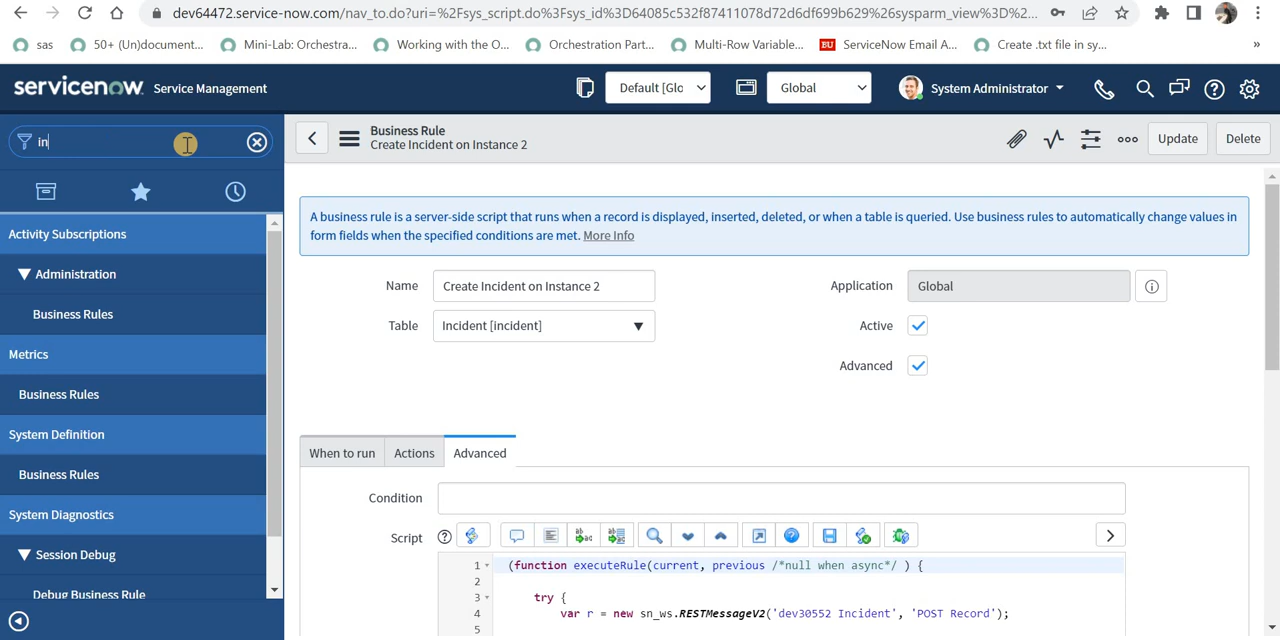 dev64472.service-now.com/nav_to.do?uri=%2Fsys_script.do%3Fsys_id%3D64085c532f87411078d72d6df699b629%26sysparm_view%3D%2...
sas
50+ (Un)document...
Mini-Lab: Orchestra...
Working with the O...
Orchestration Part...
Multi-Row Variable...
BU
ServiceNow Email A...
Create .txt file in sy...
»
servicenow Service Management
Default [Glo
Global
System Administrator
in
Business Rule
Create Incident on Instance 2
Update
Delete
Activity Subscriptions
Administration
Business Rules
Metrics
Business Rules
System Definition
Business Rules
System Diagnostics
Session Debug
Debug Business Rule
A business rule is a server-side script that runs when a record is displayed, inserted, deleted, or when a table is queried. Use business rules to automatically change values in
form fields when the specified conditions are met. More Info
Name
Create Incident on Instance 2
Application
Global
Table
Incident [incident]
Active
Advanced
When to run
Actions
Advanced
Condition
Script
1 (function executeRule(current, previous /*null when async*/ ) {
2
3 try {
4 var r = new sn_ws.RESTMessageV2('dev30552 Incident', 'POST Record');
5